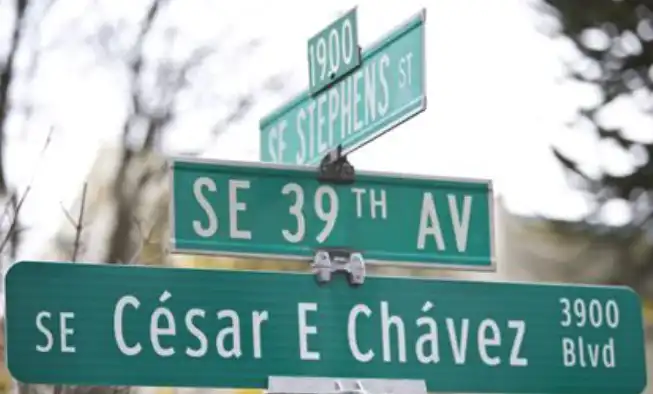 1900
SE STEPHENS ST
SE 39TH AV
SE César E Chávez 3900
Blvd